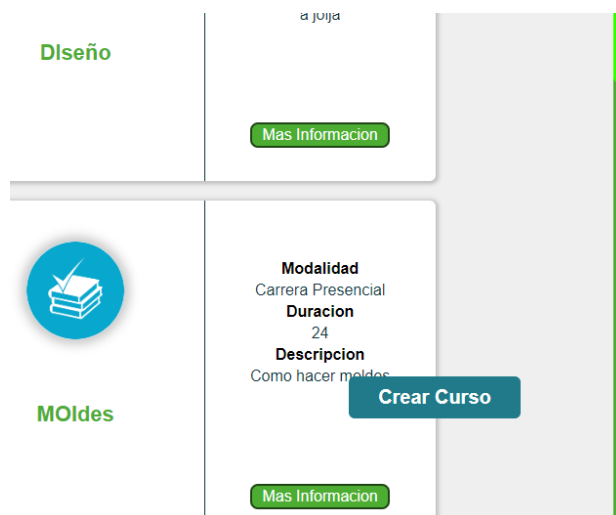 a joija
DIseño
Mas Informacion
Modalidad
Carrera Presencial
Duracion
24
Descripcion
Como hacer moldes
Crear Curso
MOldes
Mas Informacion